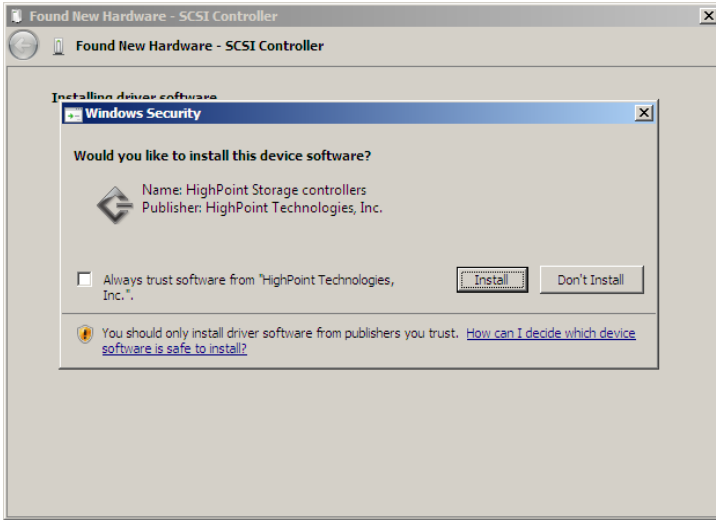 Found New Hardware - SCSI Controller
Found New Hardware - SCSI Controller
Installing driver software
Windows Security
Would you like to install this device software?
Name: HighPoint Storage controllers
Publisher: HighPoint Technologies, Inc.
Always trust software from "HighPoint Technologies,
Inc.".
Install
Don't Install
You should only install driver software from publishers you trust. How can I decide which device
software is safe to install?